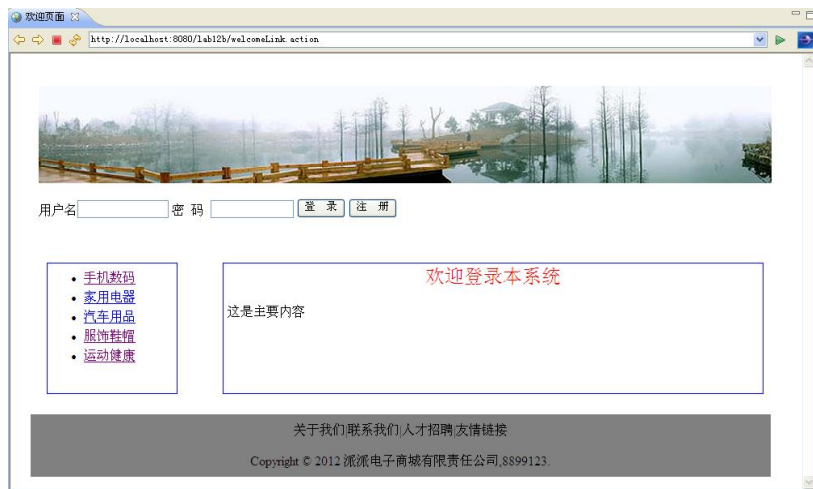 欢迎页面
http://localhost:8080/lab12b/welcomeLink.action
用户名 密 码 登 录 注 册
手机数码
家用电器
汽车用品
服饰鞋帽
运动健康
欢迎登录本系统
这是主要内容
关于我们|联系我们|人才招聘|友情链接
Copyright © 2012 派派电子商城有限责任公司,8899123.